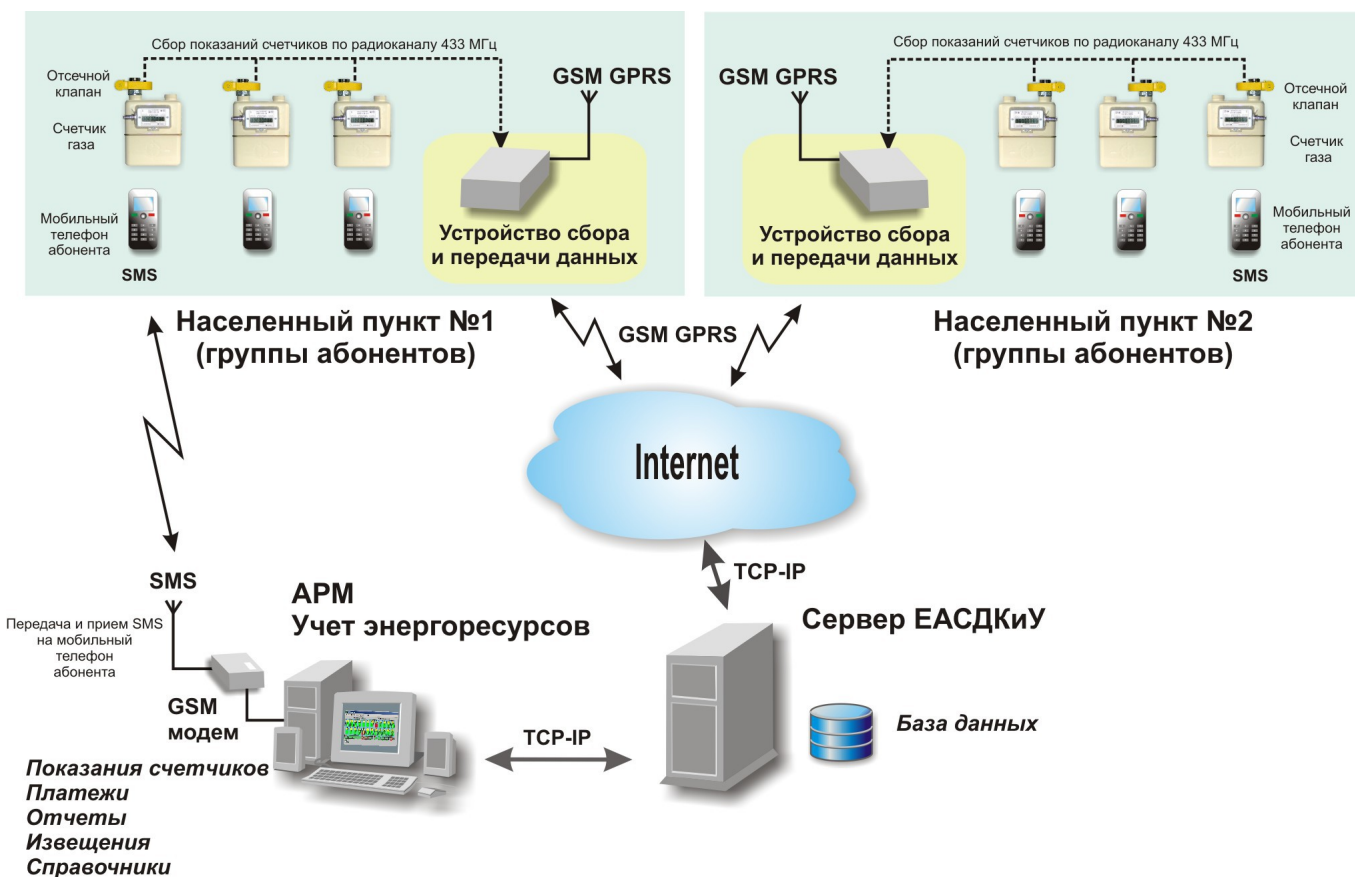 Сбор показаний счетчиков по радиоканалу 433 МГц
Отсечной
клапан
Счетчик
газа
GSM GPRS
Мобильный
телефон
абонента
SMS
Устройство сбора
и передачи данных
Населенный пункт №1
(группы абонентов)
Сбор показаний счетчиков по радиоканалу 433 МГц
GSM GPRS
Отсечной
клапан
Счетчик
газа
Устройство сбора
и передачи данных
Мобильный
телефон
абонента
SMS
Населенный пункт №2
(группы абонентов)
GSM GPRS
Internet
TCP-IP
SMS
Передача и прием SMS
на мобильный
телефон
абонента
GSM
модем
АРМ
Учет энергоресурсов
TCP-IP
Сервер ЕАСДКиУ
База данных
Показания счетчиков
Платежи
Отчеты
Извещения
Справочники